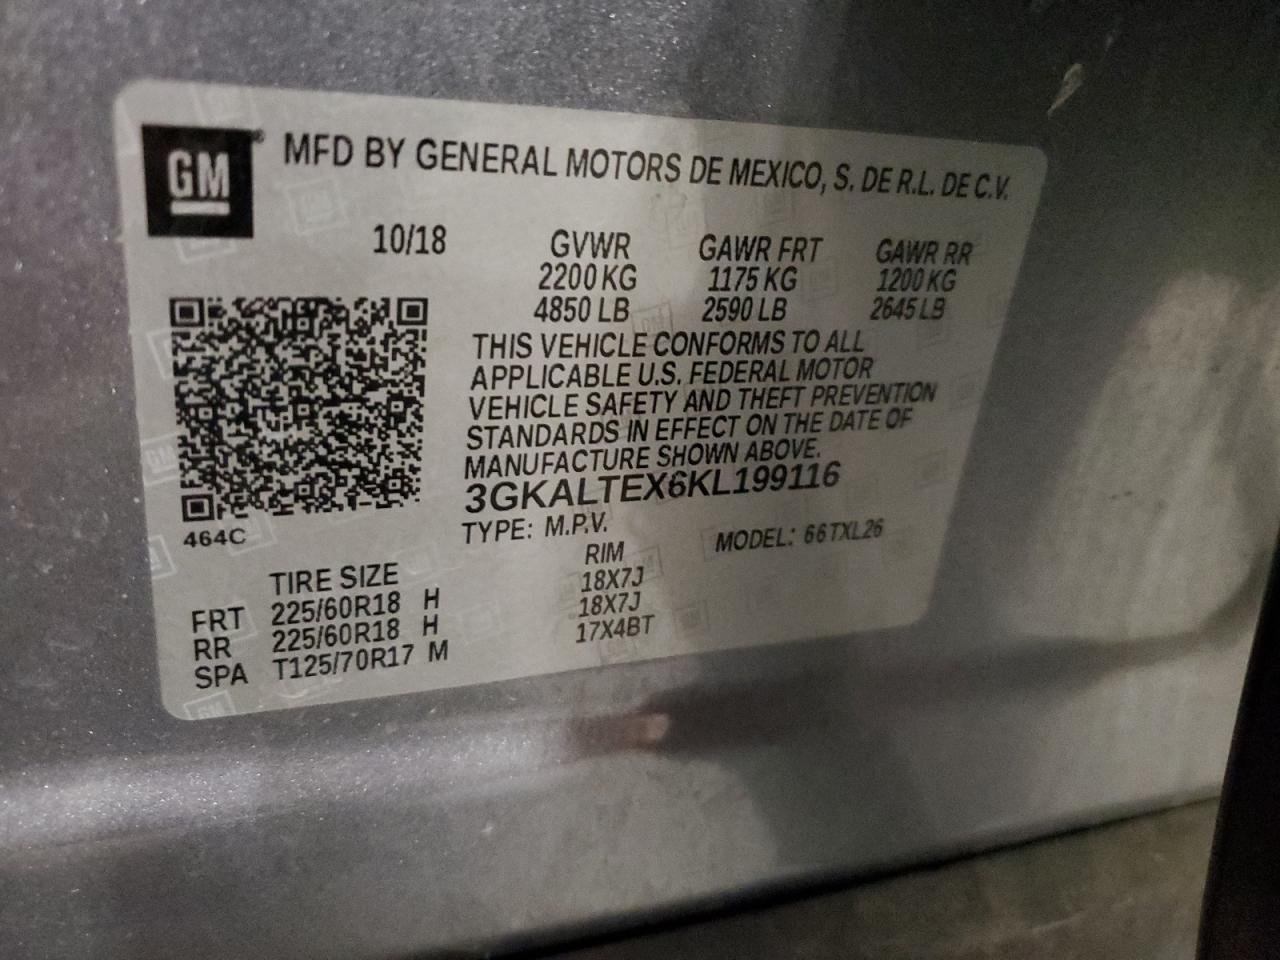 GM ® MFD BY GENERAL MOTORS DE MEXICO, S. DE R.L. DE C.V.
10/18 GVWR GAWR FRT GAWR RR
2200 KG 1175 KG 1200 KG
4850 LB 2590 LB 2645 LB
THIS VEHICLE CONFORMS TO ALL
APPLICABLE U.S. FEDERAL MOTOR
VEHICLE SAFETY AND THEFT PREVENTION
STANDARDS IN EFFECT ON THE DATE OF
MANUFACTURE SHOWN ABOVE.
3GKALTEX6KL199116
464C TYPE: M.P.V. MODEL: 66TXL26
TIRE SIZE RIM
FRT 225/60R18 H 18X7J
RR 225/60R18 H 18X7J
SPA T125/70R17 M 17X4BT